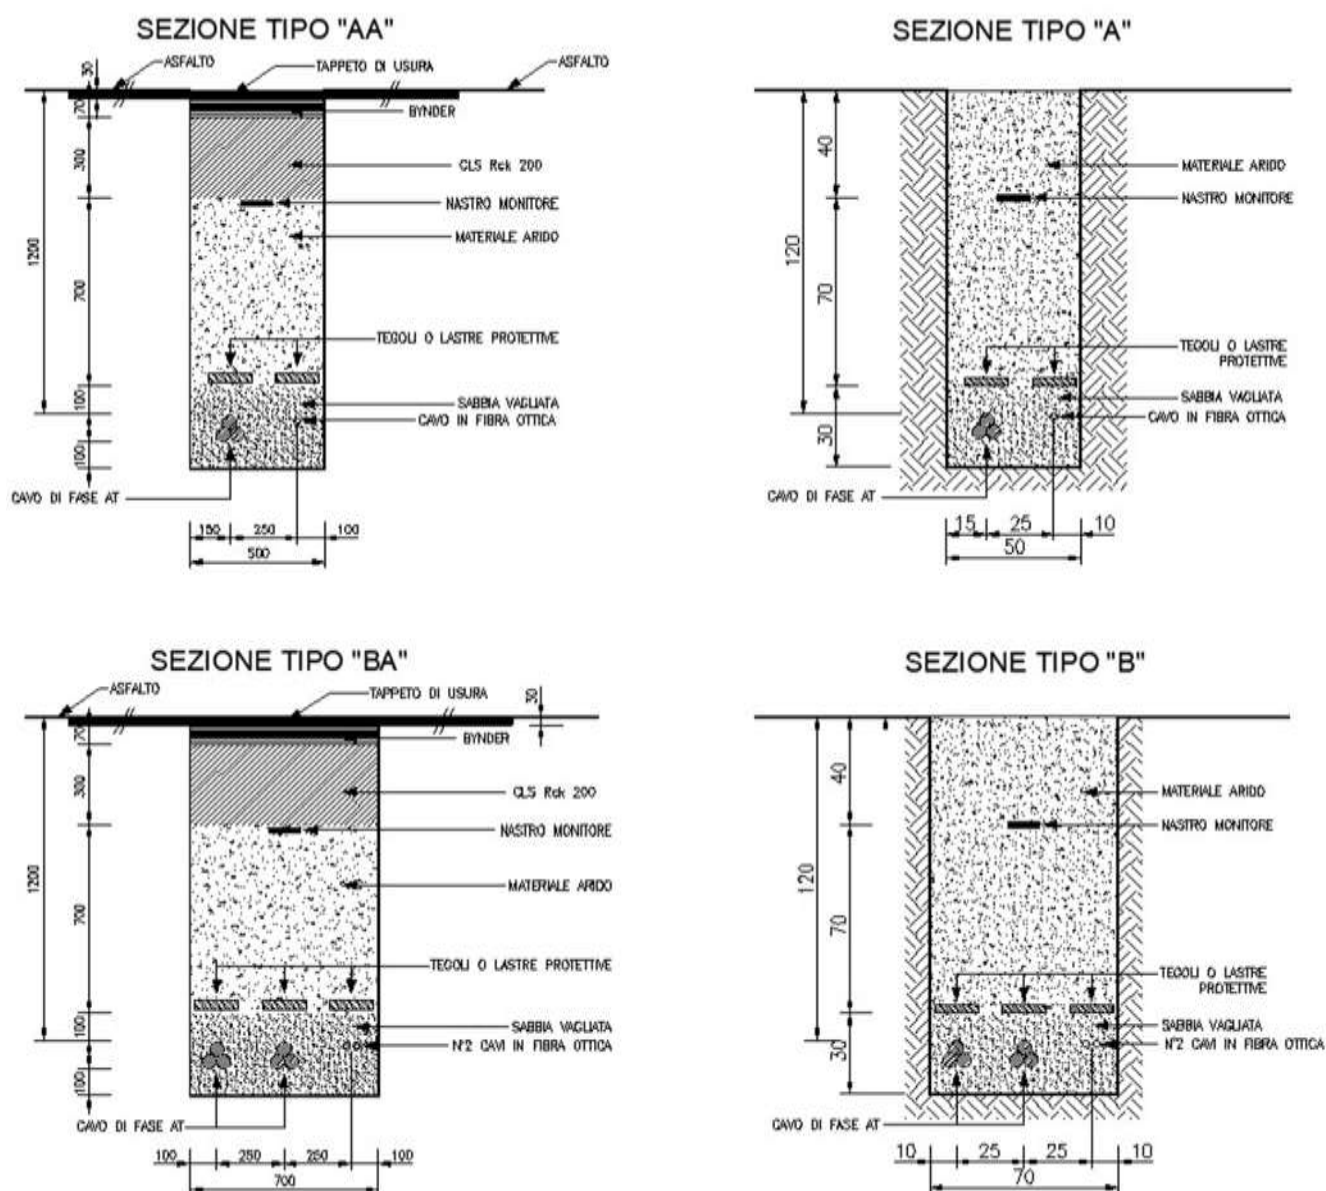 SEZIONE TIPO "AA"
ASFALTO
TAPPETO DI USURA
ASFALTO
30
70
BYNDER
300
CLS Rck 200
NASTRO MONITORE
MATERIALE ARIDO
1200
700
TEGOLI O LASTRE PROTETTIVE
100
SABBIA VAGLIATA
CAVO IN FIBRA OTTICA
100
CAVO DI FASE AT
150 250 100
500
SEZIONE TIPO "A"
40
MATERIALE ARIDO
NASTRO MONITORE
120
70
TEGOLI O LASTRE
PROTETTIVE
SABBIA VAGLIATA
CAVO IN FIBRA OTTICA
30
CAVO DI FASE AT
15 25 10
50
SEZIONE TIPO "BA"
ASFALTO
TAPPETO DI USURA
30
70
BYNDER
300
CLS Rck 200
NASTRO MONITORE
1200
MATERIALE ARIDO
700
TEGOLI O LASTRE PROTETTIVE
100
SABBIA VAGLIATA
N°2 CAVI IN FIBRA OTTICA
100
CAVO DI FASE AT
100 250 250 100
700
SEZIONE TIPO "B"
40
MATERIALE ARIDO
NASTRO MONITORE
120
70
TEGOLI O LASTRE
PROTETTIVE
SABBIA VAGLIATA
N°2 CAVI IN FIBRA OTTICA
30
CAVO DI FASE AT
10 25 25 10
70